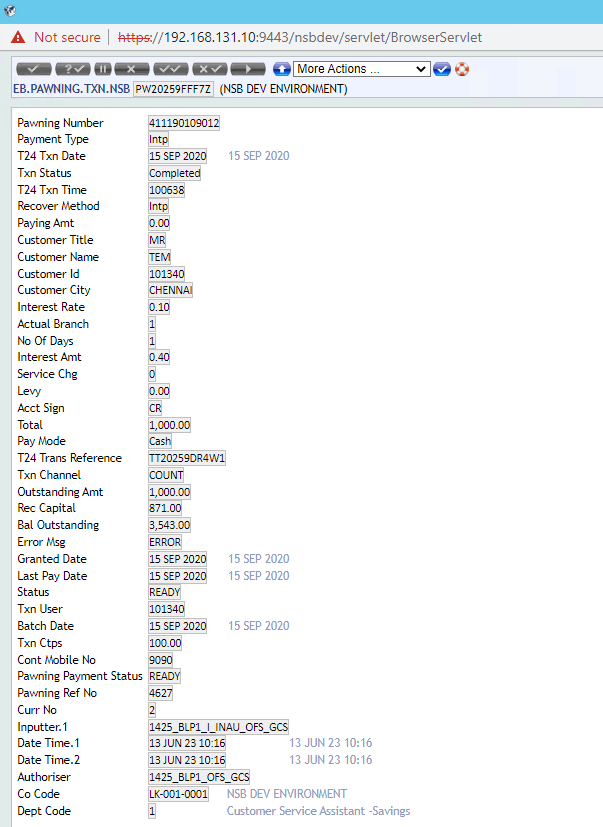 Not secure | https://192.168.131.10:9443/nsbdev/servlet/BrowserServlet
More Actions ...
EB.PAWNING.TXN.NSB PW20259FFF7Z (NSB DEV ENVIRONMENT)
Pawning Number 411190109012
Payment Type Intp
T24 Txn Date 15 SEP 2020 15 SEP 2020
Txn Status Completed
T24 Txn Time 100638
Recover Method Intp
Paying Amt 0.00
Customer Title MR
Customer Name TEM
Customer Id 101340
Customer City CHENNAI
Interest Rate 0.10
Actual Branch 1
No Of Days 1
Interest Amt 0.40
Service Chg 0
Levy 0.00
Acct Sign CR
Total 1,000.00
Pay Mode Cash
T24 Trans Reference TT20259DR4W1
Txn Channel COUNT
Outstanding Amt 1,000.00
Rec Capital 871.00
Bal Outstanding 3,543.00
Error Msg ERROR
Granted Date 15 SEP 2020 15 SEP 2020
Last Pay Date 15 SEP 2020 15 SEP 2020
Status READY
Txn User 101340
Batch Date 15 SEP 2020 15 SEP 2020
Txn Ctps 100.00
Cont Mobile No 9090
Pawning Payment Status READY
Pawning Ref No 4627
Curr No 2
Inputter.1 1425_BLP1_I_INAU_OFS_GCS
Date Time.1 13 JUN 23 10:16 13 JUN 23 10:16
Date Time.2 13 JUN 23 10:16 13 JUN 23 10:16
Authoriser 1425_BLP1_OFS_GCS
Co Code LK-001-0001 NSB DEV ENVIRONMENT
Dept Code 1 Customer Service Assistant -Savings